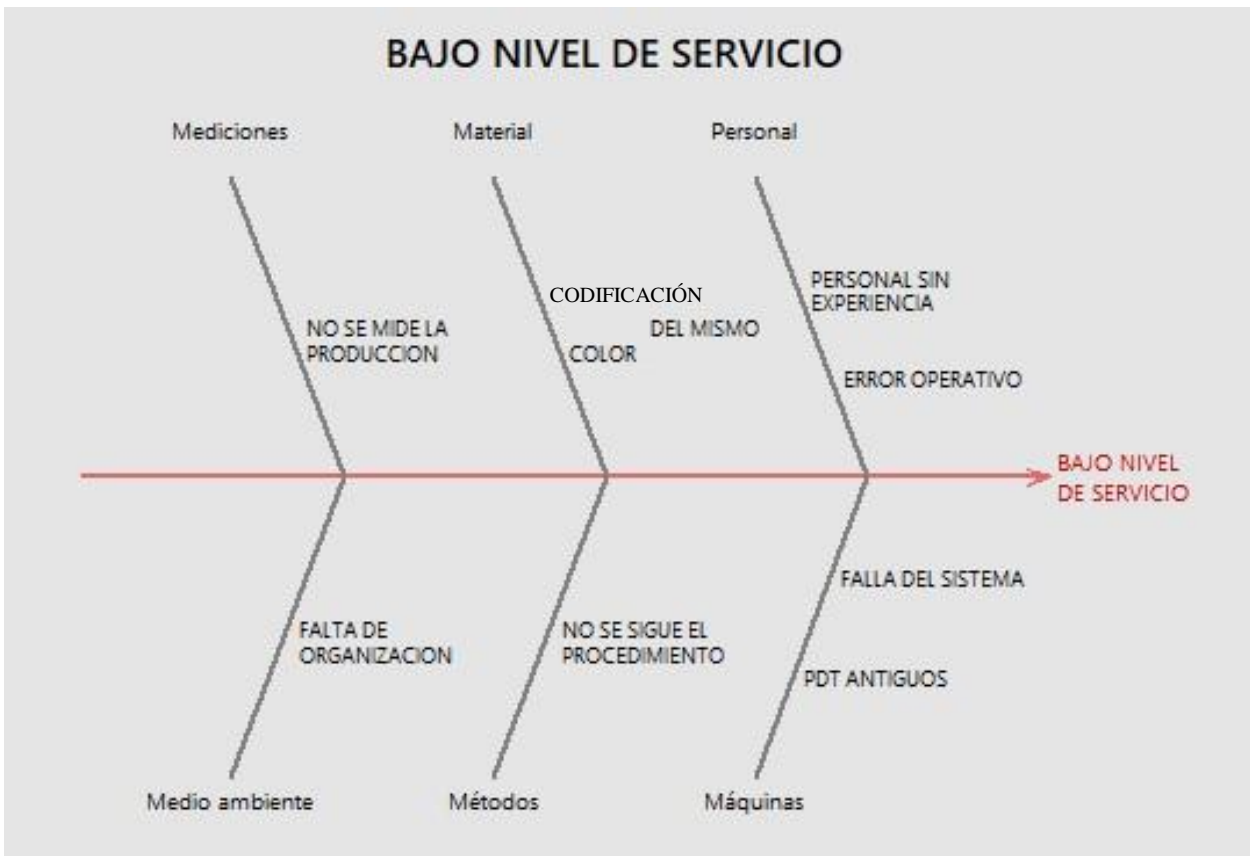 BAJO NIVEL DE SERVICIO
Mediciones
Material
Personal
NO SE MIDE LA
PRODUCCION
CODIFICACIÓN
DEL MISMO
COLOR
PERSONAL SIN
EXPERIENCIA
ERROR OPERATIVO
BAJO NIVEL
DE SERVICIO
FALTA DE
ORGANIZACION
NO SE SIGUE EL
PROCEDIMIENTO
FALLA DEL SISTEMA
PDT ANTIGUOS
Medio ambiente
Métodos
Máquinas